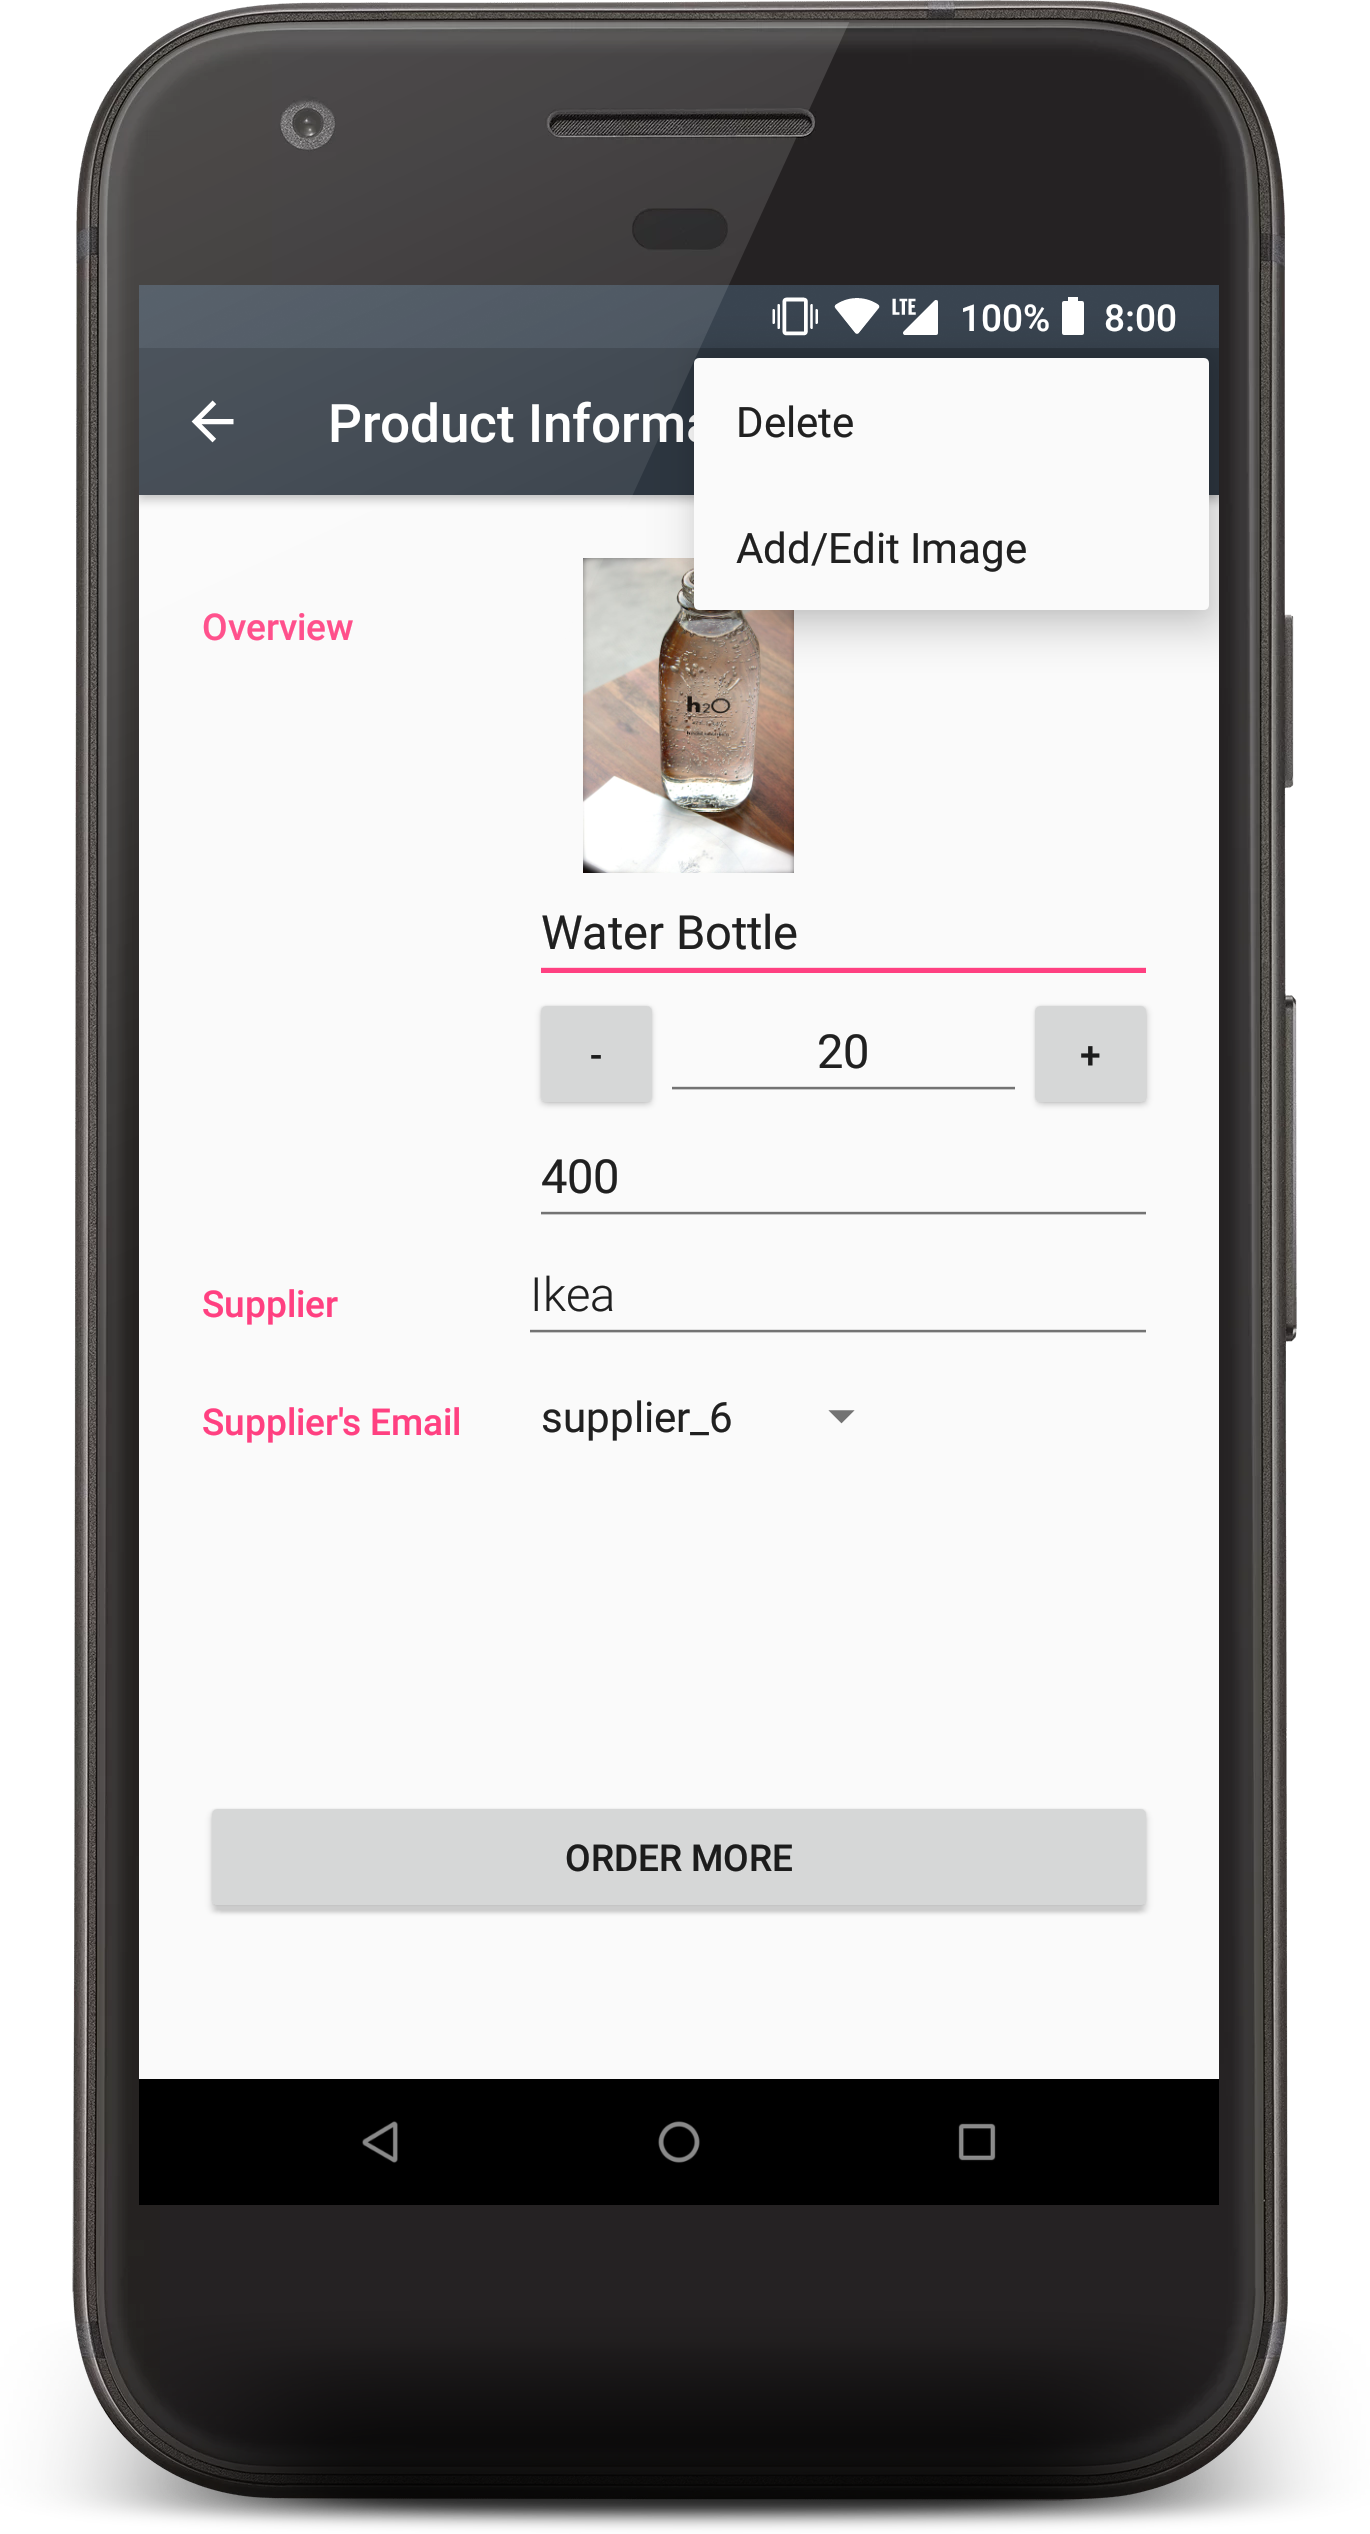 LTE 100% 8:00
Product Informa
Delete
Add/Edit Image
Overview
h2O
Water Bottle
- 20 +
400
Supplier Ikea
Supplier's Email supplier_6
ORDER MORE